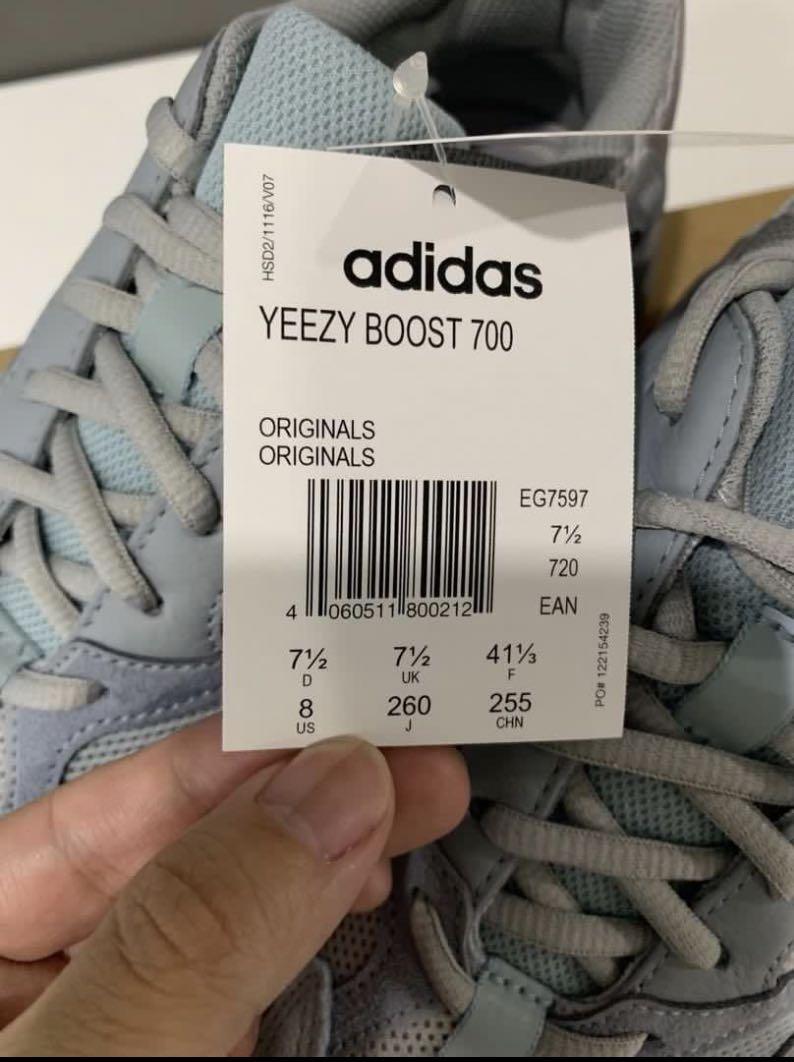 HSD2/1116/V07
adidas
YEEZY BOOST 700
ORIGINALS
ORIGINALS
EG7597
7½
720
4 060511 800212
EAN
7½ 7½ 41⅓
D UK F
8 260 255
US J CHN
PO# 122154239